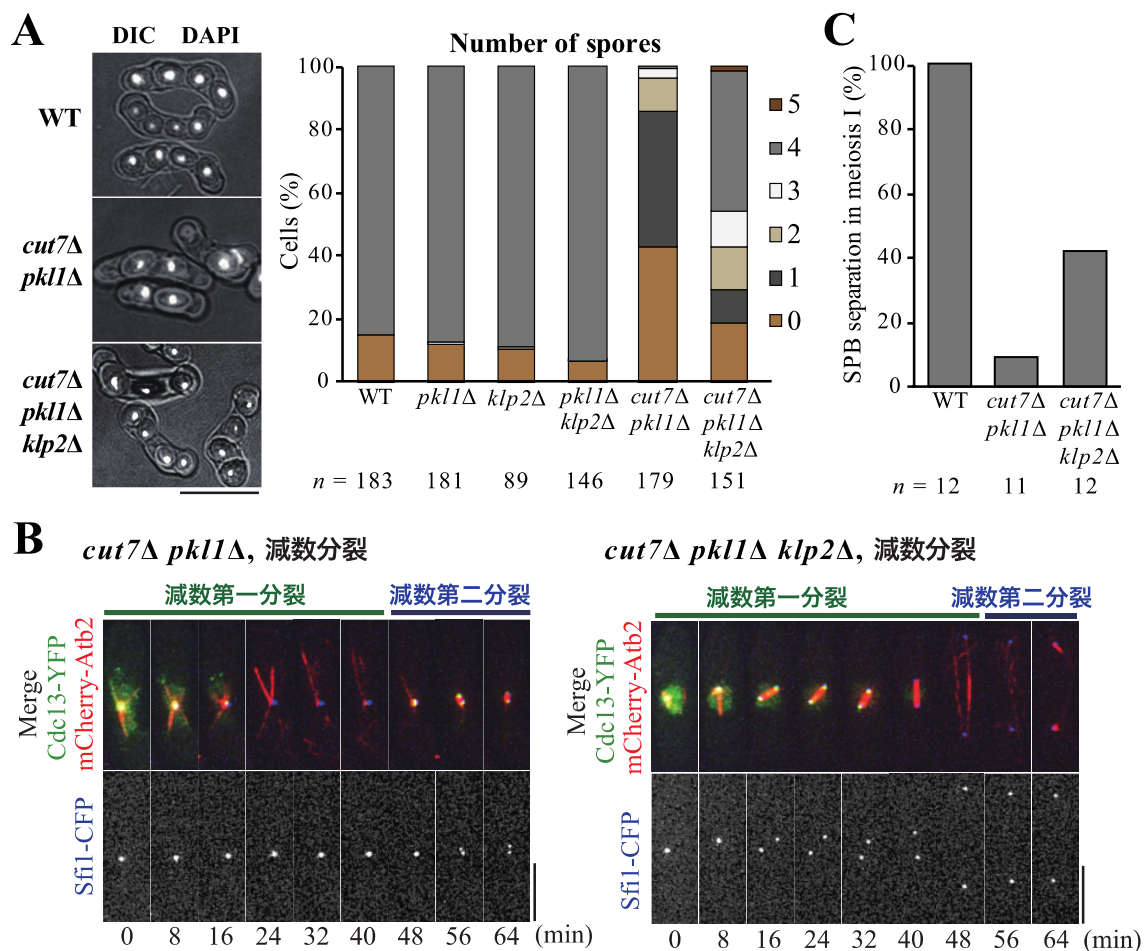 A
DIC DAPI
WT
cut7Δ
pkl1Δ
cut7Δ
pkl1Δ
klp2Δ
Number of spores
Cells (%)
100
80
60
40
20
0
5
4
3
2
1
0
WT
pkl1Δ
klp2Δ
pkl1Δ
klp2Δ
cut7Δ
pkl1Δ
cut7Δ
pkl1Δ
klp2Δ
n = 183 181 89 146 179 151
C
SPB separation in meiosis I (%)
100
80
60
40
20
0
WT
cut7Δ
pkl1Δ
cut7Δ
pkl1Δ
klp2Δ
n = 12 11 12
B
cut7Δ pkl1Δ, 減数分裂
減数第一分裂 減数第二分裂
Merge
Cdc13-YFP
mCherry-Atb2
Sfi1-CFP
0 8 16 24 32 40 48 56 64 (min)
cut7Δ pkl1Δ klp2Δ, 減数分裂
減数第一分裂 減数第二分裂
Merge
Cdc13-YFP
mCherry-Atb2
Sfi1-CFP
0 8 16 24 32 40 48 56 64 (min)